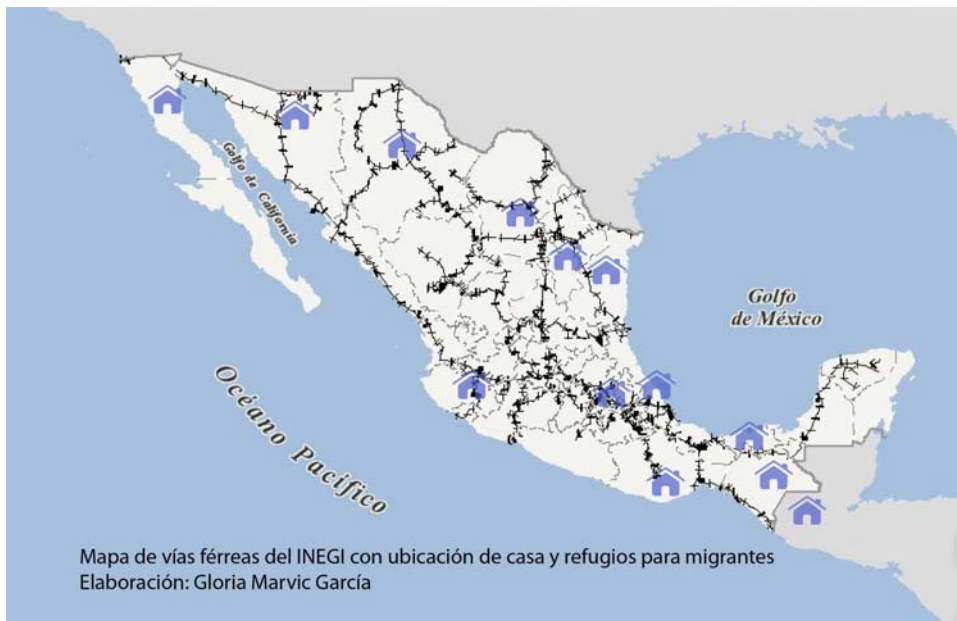 Golfo de California
Golfo
de México
Océano Pacífico
Mapa de vías férreas del INEGI con ubicación de casa y refugios para migrantes
Elaboración: Gloria Marvic García